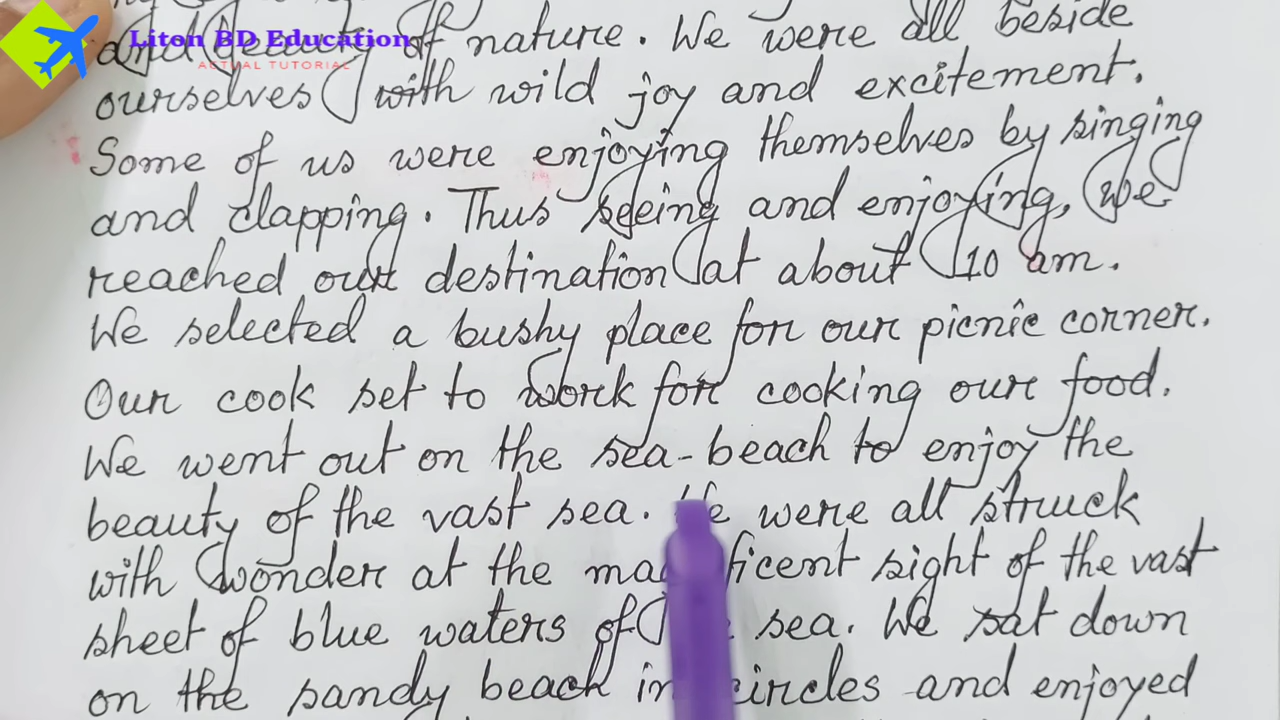 Liton BD Education
ACTUAL TUTORIAL
and beauty of nature. We were all beside
ourselves with wild joy and excitement.
Some of us were enjoying themselves by singing
and clapping. Thus seeing and enjoying, we
reached our destination at about 10 am.
We selected a bushy place for our picnic corner.
Our cook set to work for cooking our food.
We went out on the sea-beach to enjoy the
beauty of the vast sea. We were all struck
with wonder at the magnificent sight of the vast
sheet of blue waters of sea. We sat down
on the sandy beach in circles and enjoyed